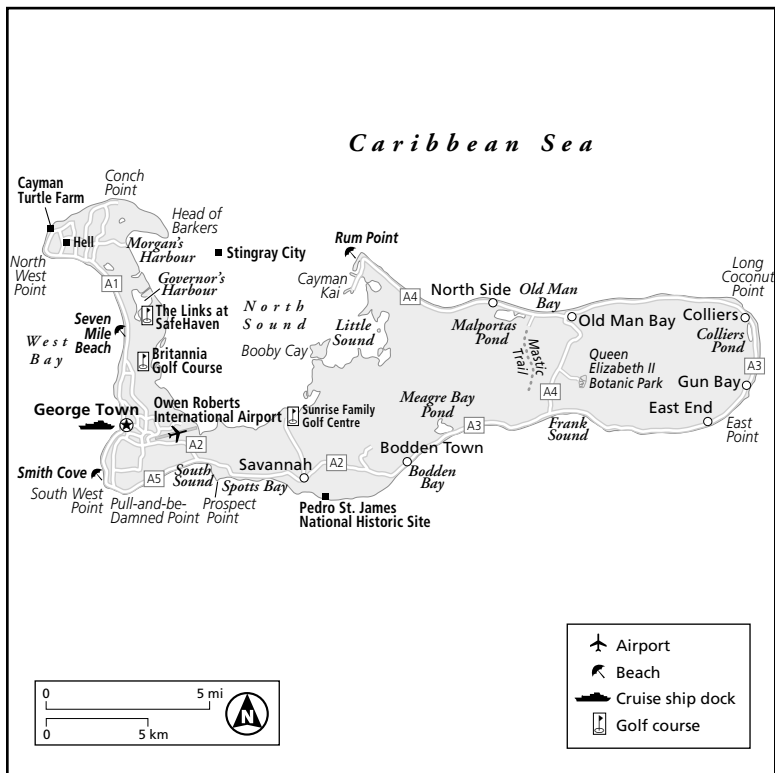 Caribbean Sea
Conch
Point
Cayman
Turtle Farm
Head of
Barkers
Hell
Morgan's
Harbour
Stingray City
Rum Point
North
West
Point
Governor's
Harbour
Cayman
Kai
Long
Coconut
Point
A1
A4
North Side
Old Man
Bay
The Links at
SafeHaven
North
Sound
Little
Sound
Malportas
Pond
Old Man Bay
Colliers
Colliers
Pond
Seven
Mile
Beach
West
Bay
Booby Cay
Mastic
Trail
Britannia
Golf Course
Queen
Elizabeth II
Botanic Park
A3
A4
Gun Bay
George Town
Owen Roberts
International Airport
Sunrise Family
Golf Centre
Meagre Bay
Pond
East End
A3
Frank
Sound
East
Point
A2
Bodden Town
Smith Cove
A5
South
Sound
Savannah
A2
Bodden
Bay
South West
Point
Pull-and-be-
Damned Point
Prospect
Point
Spotts Bay
Pedro St. James
National Historic Site
0
5 mi
0
5 km
N
Airport
Beach
Cruise ship dock
Golf course